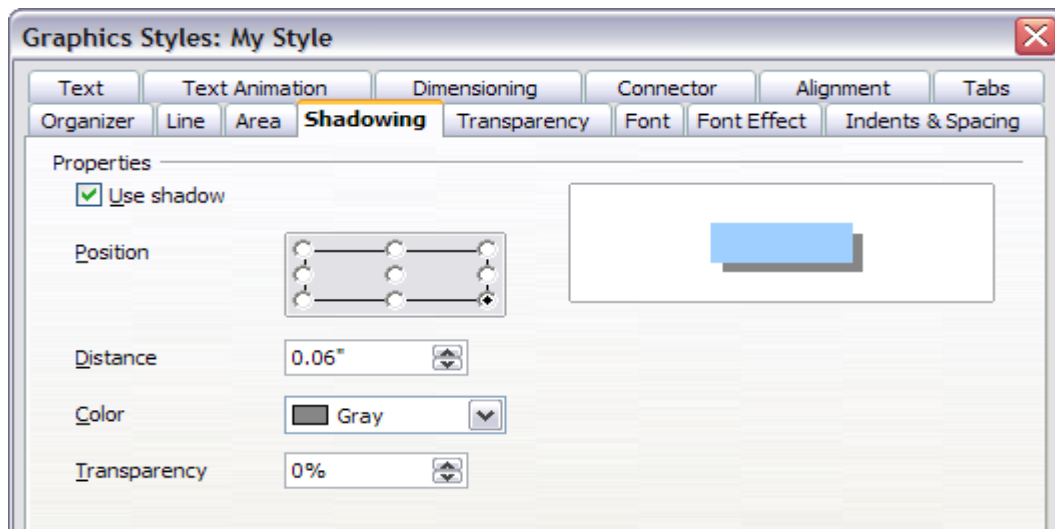 Graphics Styles: My Style
Text Text Animation Dimensioning Connector Alignment Tabs
Organizer Line Area Shadowing Transparency Font Font Effect Indents & Spacing
Properties
Use shadow
Position
Distance 0.06"
Color Gray
Transparency 0%